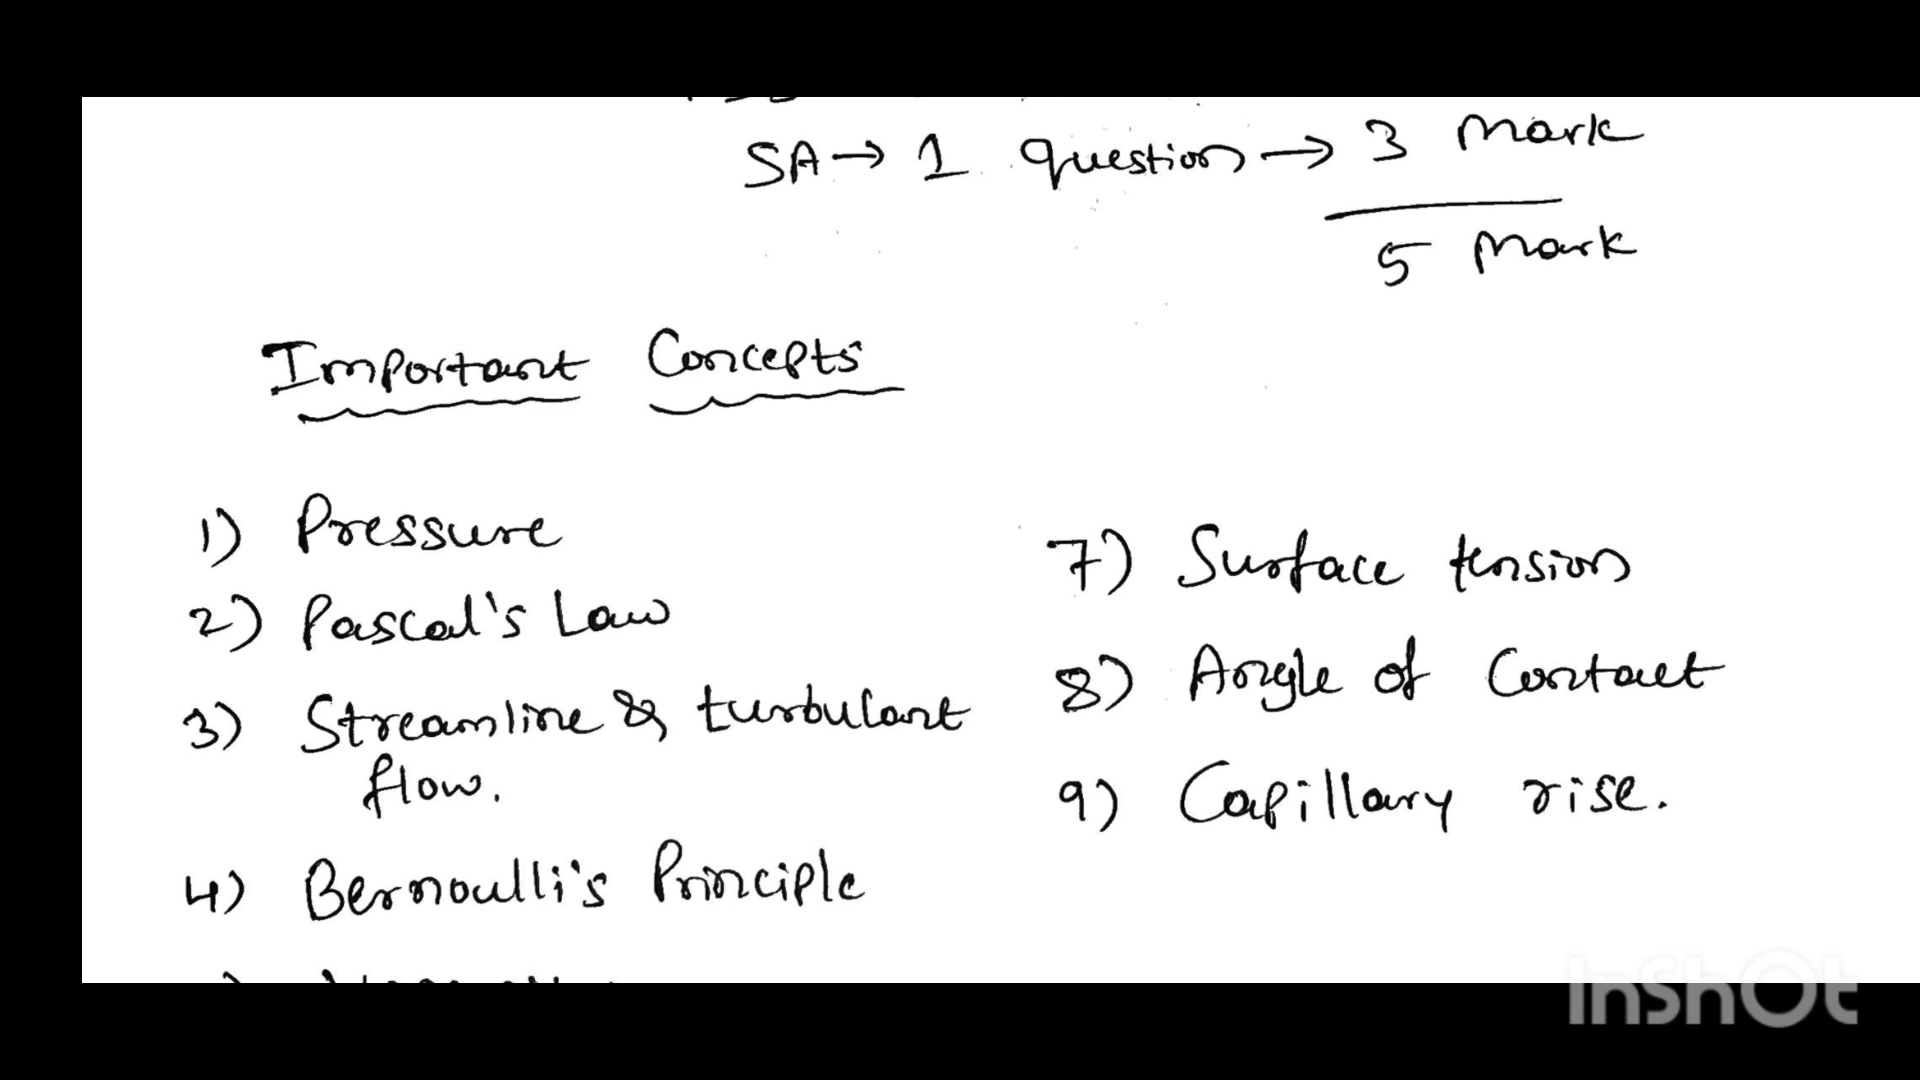 SA → 1 question → 3 Mark
5 Mark
Important Concepts
1) Pressure
2) Pascal's Law
3) Streamline & turbulant
flow.
4) Bernoulli's Principle
7) Surface tension
8) Angle of Contact
9) Capillary rise.
InShOt